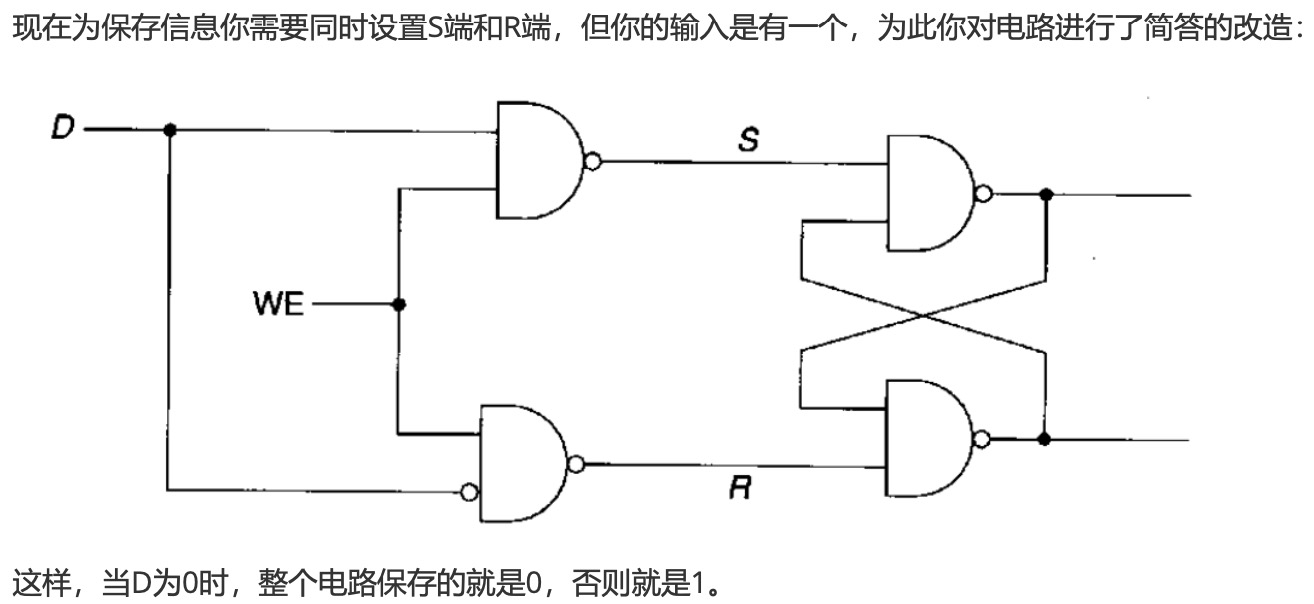 现在为保存信息你需要同时设置S端和R端，但你的输入是有一个，为此你对电路进行了简答的改造：
D
S
WE
R
这样，当D为0时，整个电路保存的就是0，否则就是1。